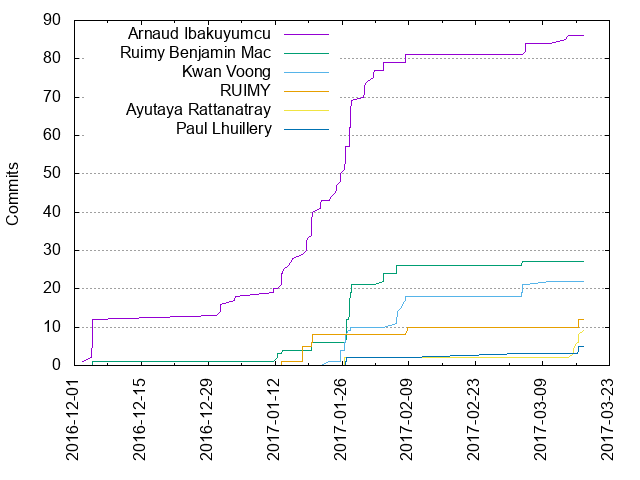 90
80
70
60
50
40
30
20
10
0
Commits
Arnaud Ibakuyumcu
Ruimy Benjamin Mac
Kwan Voong
RUIMY
Ayutaya Rattanatray
Paul Lhuillery
2016-12-01
2016-12-15
2016-12-29
2017-01-12
2017-01-26
2017-02-09
2017-02-23
2017-03-09
2017-03-23